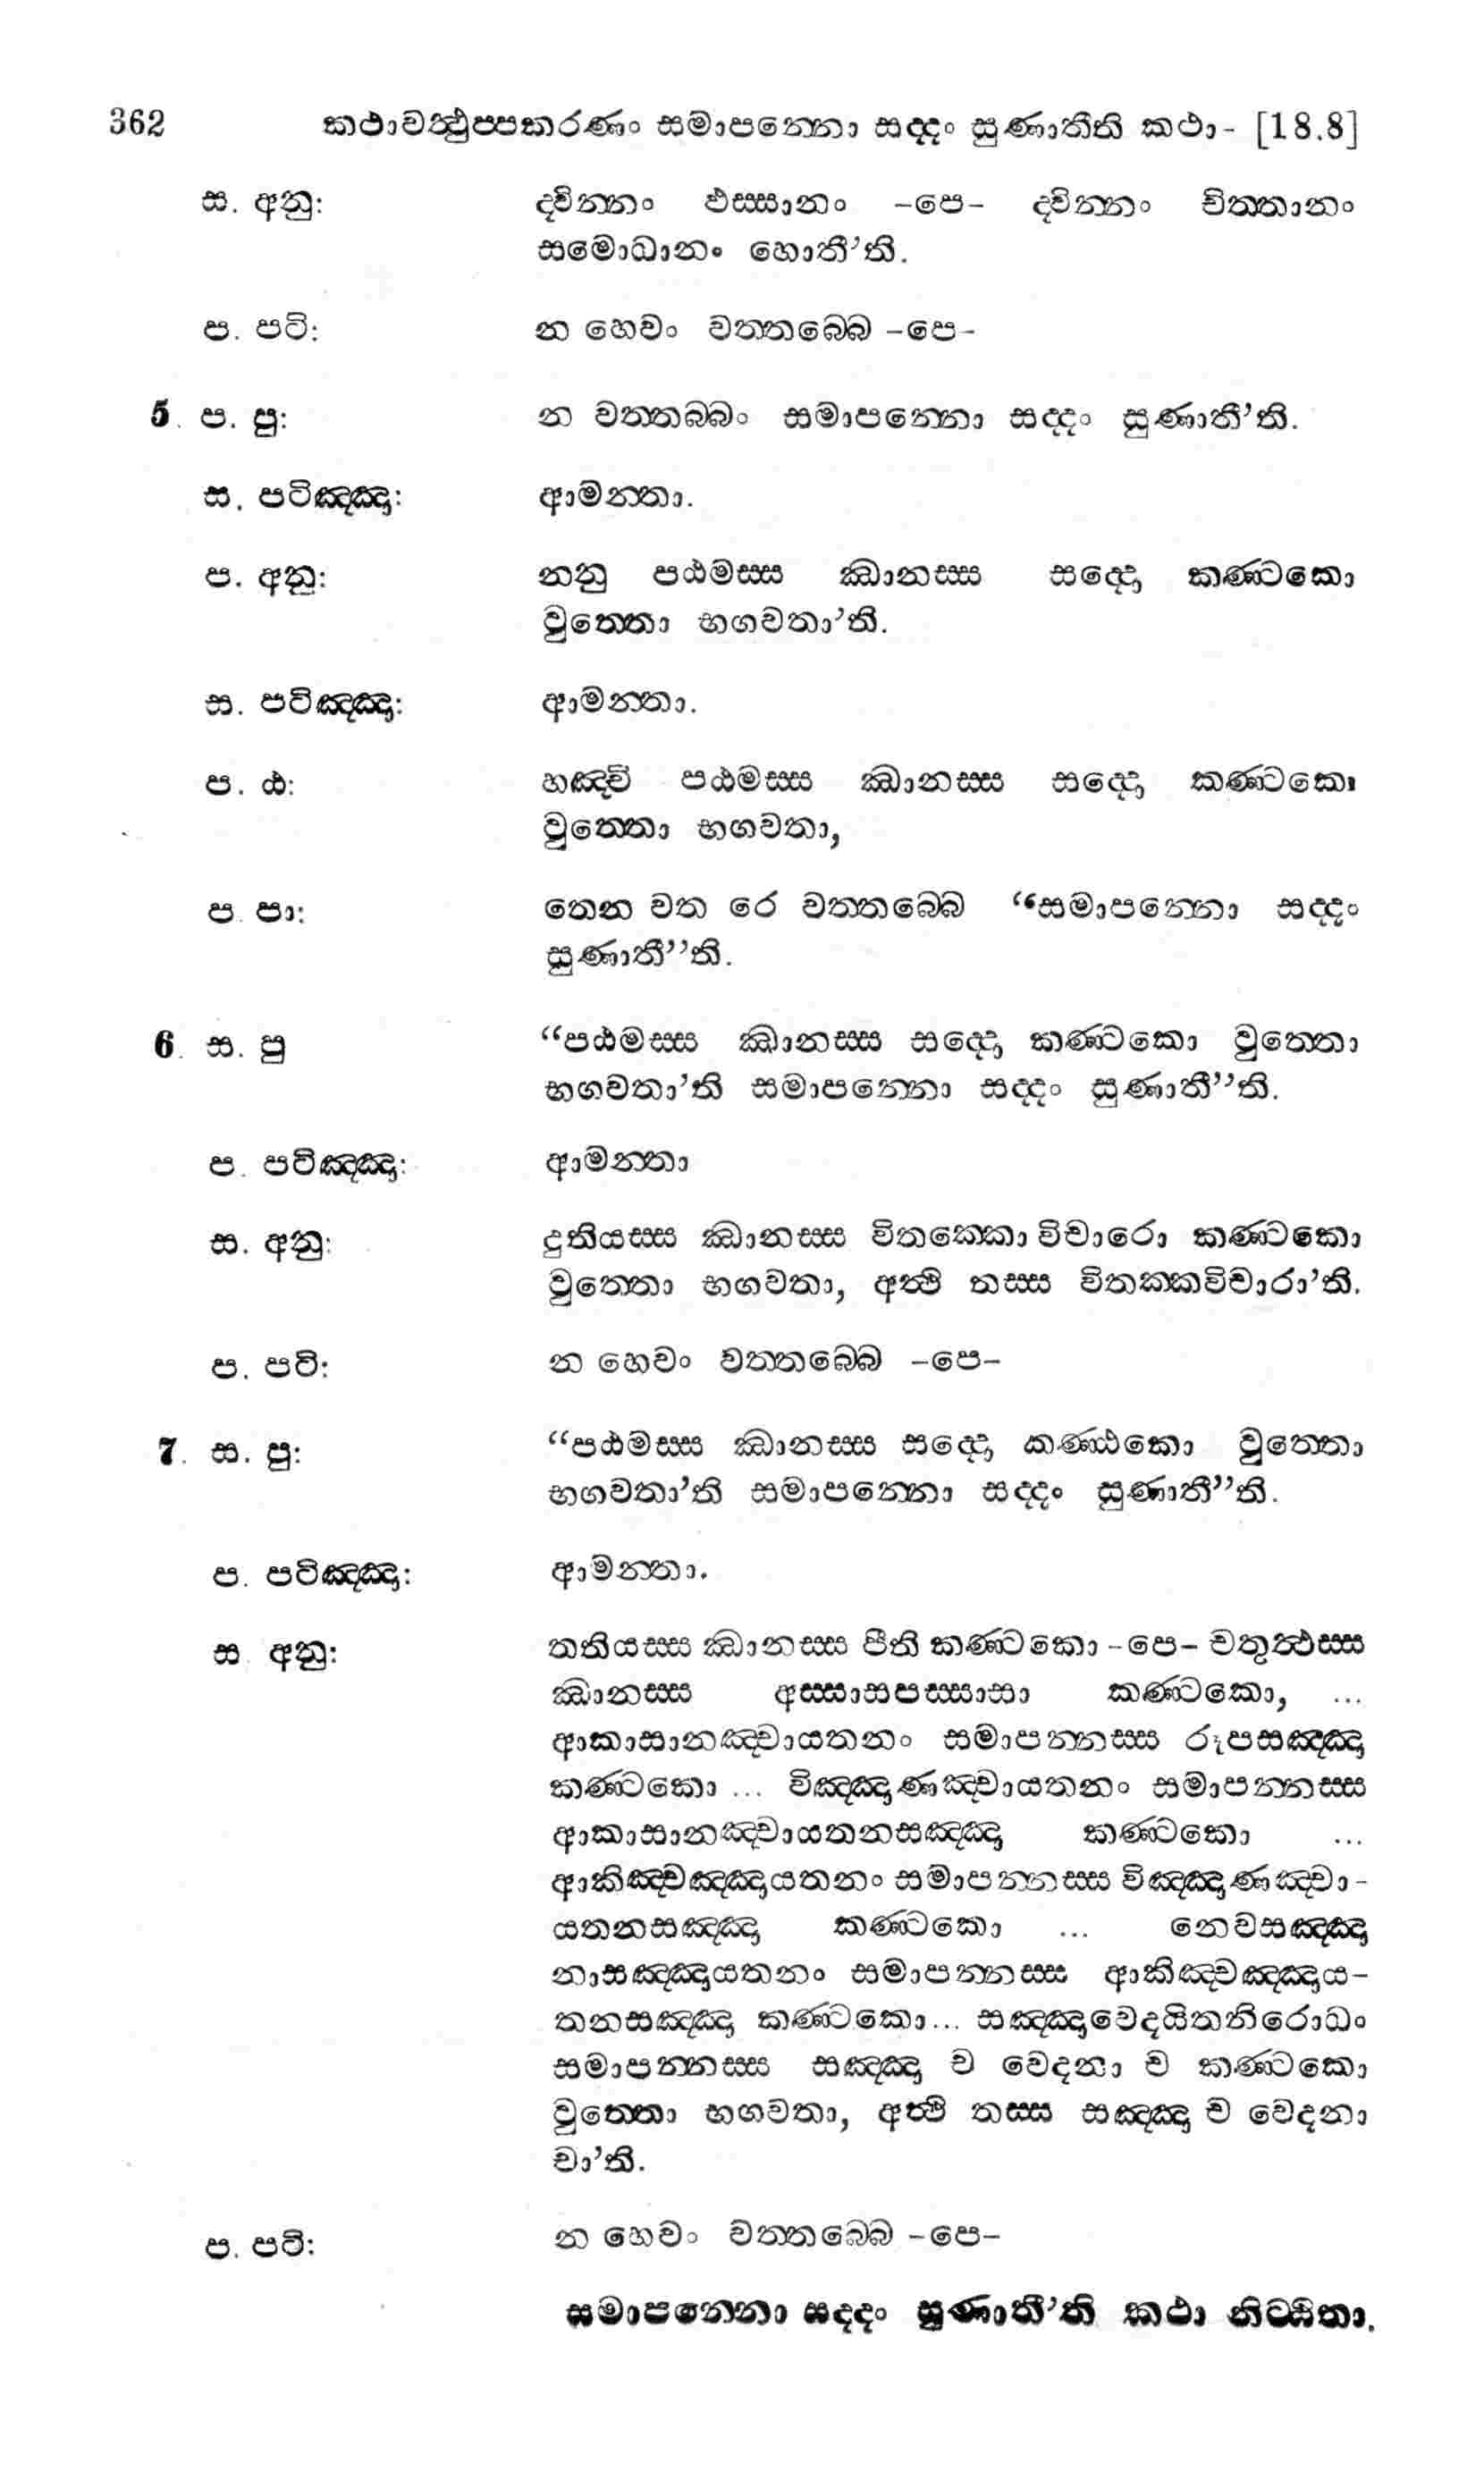 362 කථාවත්‍ථුප්‍පකරණං සමාපන්‍නො සද්‍දං සුණාතීති කථා- [18.8]
ස. අනු: ද්‍වින්‍නං ඵස්‍සානං -පෙ- ද්‍වින්‍නං චිත්‍තානං
සමොධානං හොතී’ති.
ප. පටි: න හෙවං වත්‍තබ්‍බෙ -පෙ-
5. ප. පු: න වත්‍තබ්‍බං සමාපන්‍නො සද්‍දං සුණාතී’ති.
ස. පටිඤ්‍ඤා: ආමන්‍තා.
ප. අනු: නනු පඨමස්‍ස ඣානස්‍ස සද්‍දො කණ්‍ටකො
වුත්‍තො භගවතා’ති.
ස. පටිඤ්‍ඤා: ආමන්‍තා.
ප. ඨ: හඤ්‍චි පඨමස්‍ස ඣානස්‍ස සද්‍දො කණ්‍ටකො
වුත්‍තො භගවතා,
ප. පා: තෙන වත රෙ වත්‍තබ්‍බෙ “සමාපන්‍නො සද්‍දං
සුණාතී”ති.
6. ස. පු “පඨමස්‍ස ඣානස්‍ස සද්‍දො කණ්‍ටකො වුත්‍තො
භගවතා’ති සමාපන්‍නො සද්‍දං සුණාතී”ති.
ප. පටිඤ්‍ඤා: ආමන්‍තා
ස. අනු: දුතියස්‍ස ඣානස්‍ස විතක්‍කො විචාරො කණ්‍ටකො
වුත්‍තො භගවතා, අත්‍ථි තස්‍ස විතක්‍කවිචාරා’ති.
ප. පටි: න හෙවං වත්‍තබ්‍බෙ -පෙ-
7. ස. පු: “පඨමස්‍ස ඣානස්‍ස සද්‍දො කණ්‍ඨකො වුත්‍තො
භගවතා’ති සමාපන්‍නො සද්‍දං සුණාතී”ති.
ප. පටිඤ්‍ඤා: ආමන්‍තා.
ස. අනු: තතියස්‍ස ඣානස්‍ස පීති කණ්‍ටකො -පෙ- චතුත්‍ථස්‍ස
ඣානස්‍ස අස්‍සාසපස්‍සාසා කණ්‍ටකො, ...
ආකාසානඤ්‍චායතනං සමාපන්‍නස්‍ස රූපසඤ්‍ඤා
කණ්‍ටකො ... විඤ්‍ඤාණඤ්‍චායතනං සමාපන්‍නස්‍ස
ආකාසානඤ්‍චායතනසඤ්‍ඤා කණ්‍ටකො ...
ආකිඤ්‍චඤ්‍ඤායතනං සමාපන්‍නස්‍ස විඤ්‍ඤාණඤ්‍චා-
යතනසඤ්‍ඤා කණ්‍ටකො ... නෙවසඤ්‍ඤා
නාසඤ්‍ඤායතනං සමාපන්‍නස්‍ස ආකිඤ්‍චඤ්‍ඤාය-
තනසඤ්‍ඤා කණ්‍ටකො... සඤ්‍ඤාවෙදයිතනිරොධං
සමාපන්‍නස්‍ස සඤ්‍ඤා ච වෙදනා ච කණ්‍ටකො
වුත්‍තො භගවතා, අත්‍ථි තස්‍ස සඤ්‍ඤා ච වෙදනා
චා’ති.
ප. පටි: න හෙවං වත්‍තබ්‍බෙ -පෙ-
සමාපන්‍නො සද්‍දං සුණාතී’ති කථා නිට්‍ඨිතා.